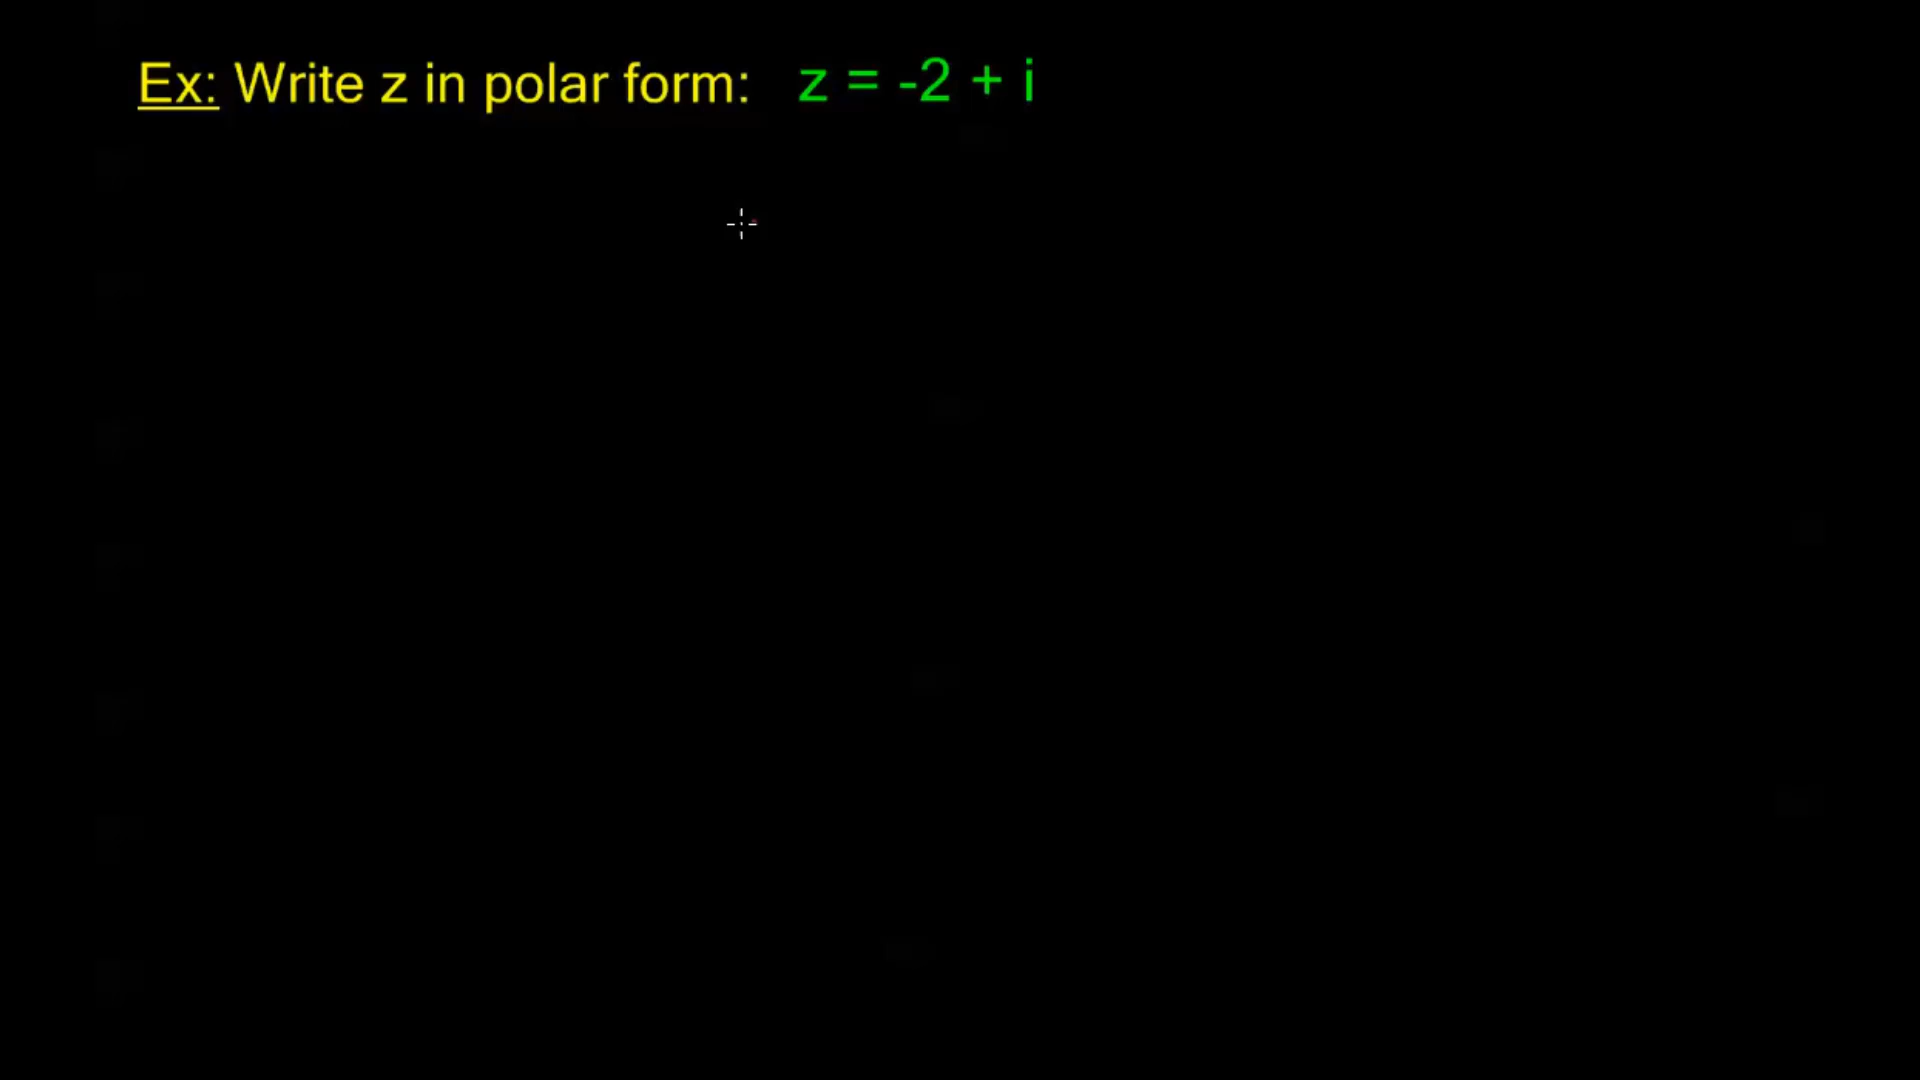 Ex: Write z in polar form: z = -2 + i